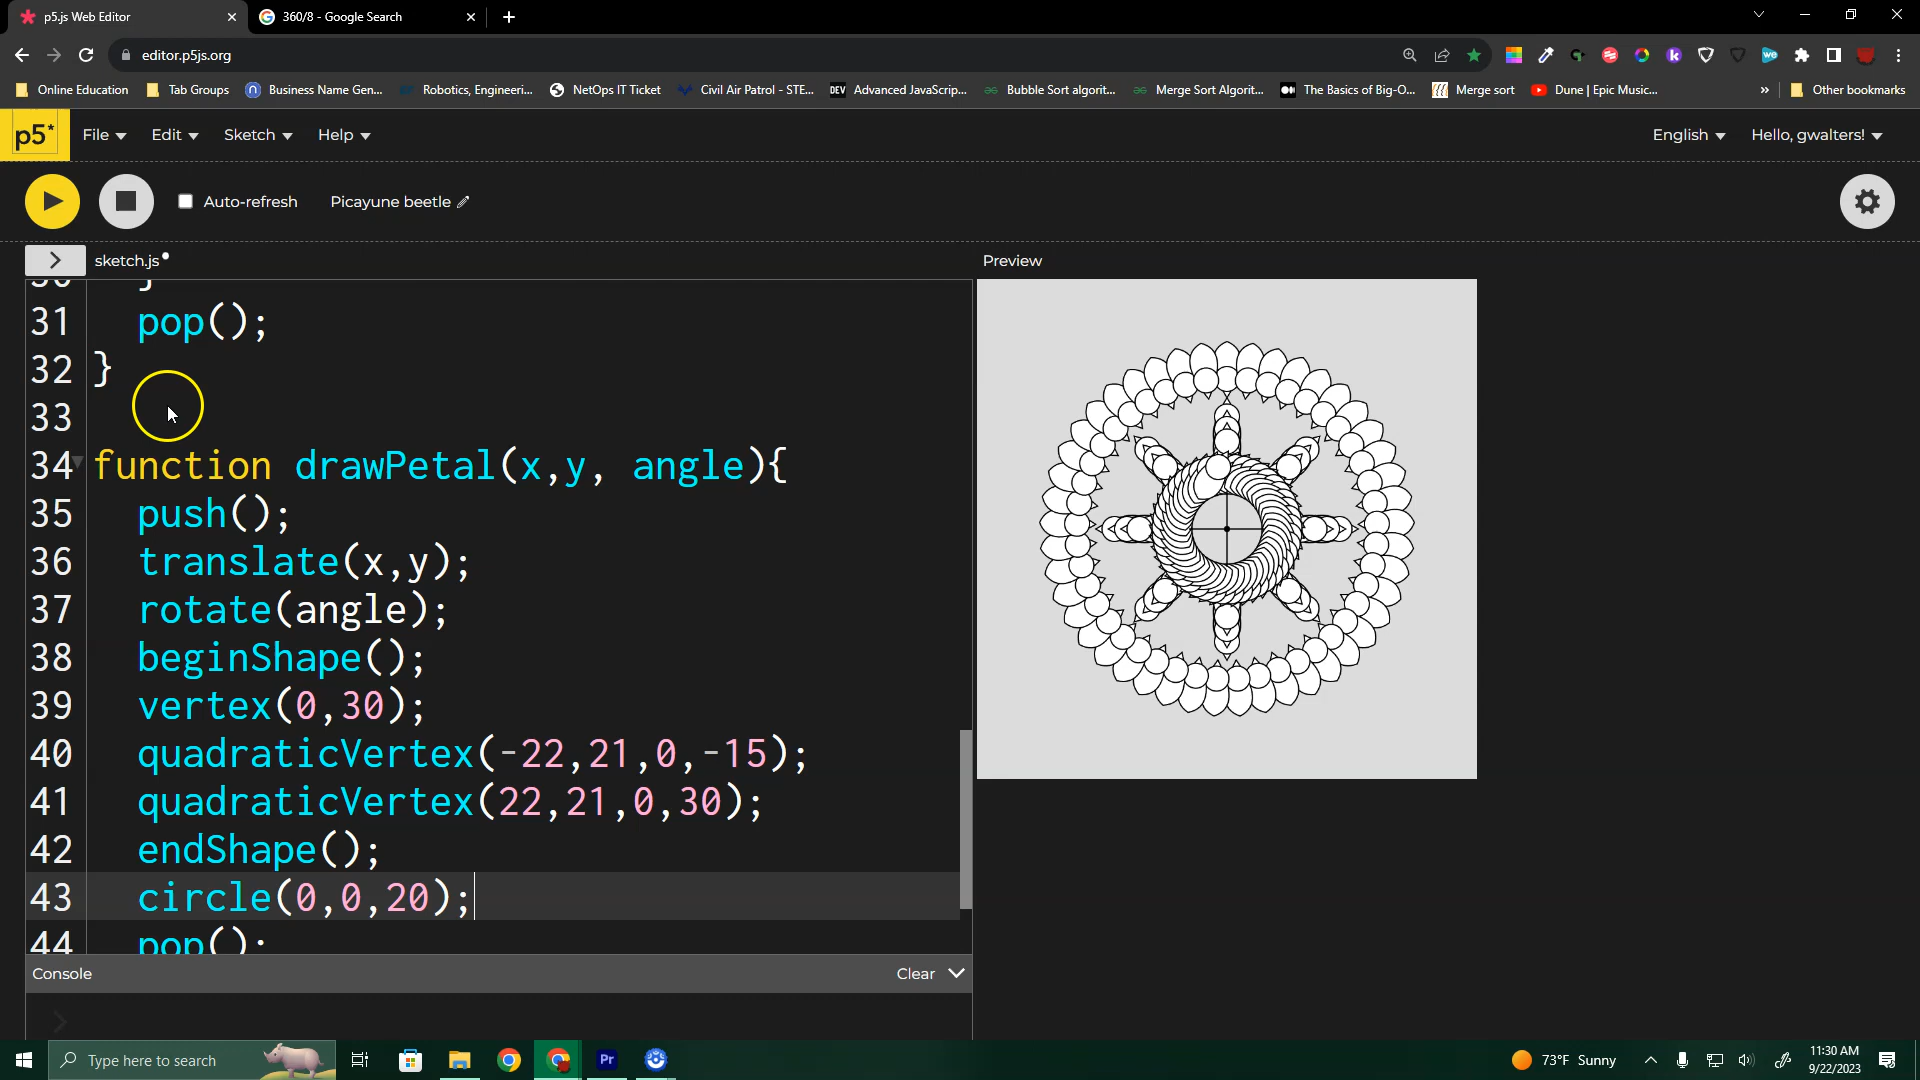 p5.js Web Editor
360/8 - Google Search
editor.p5js.org
Online Education
Tab Groups
Business Name Gen...
Robotics, Engineeri...
NetOps IT Ticket
Civil Air Patrol - STE...
DEV
Advanced JavaScrip...
Bubble Sort algorit...
Merge Sort Algorit...
The Basics of Big-O...
Merge sort
Dune | Epic Music...
»
Other bookmarks
p5*
File
Edit
Sketch
Help
English
Hello, gwalters!
Auto-refresh
Picayune beetle
>
sketch.js
Preview
30 }
31 pop();
32 }
33
34 function drawPetal(x,y, angle){
35 push();
36 translate(x,y);
37 rotate(angle);
38 beginShape();
39 vertex(0,30);
40 quadraticVertex(-22,21,0,-15);
41 quadraticVertex(22,21,0,30);
42 endShape();
43 circle(0,0,20);
44 pop();
Console
Clear
>
Type here to search
Pr
73°F Sunny
11:30 AM
9/22/2023